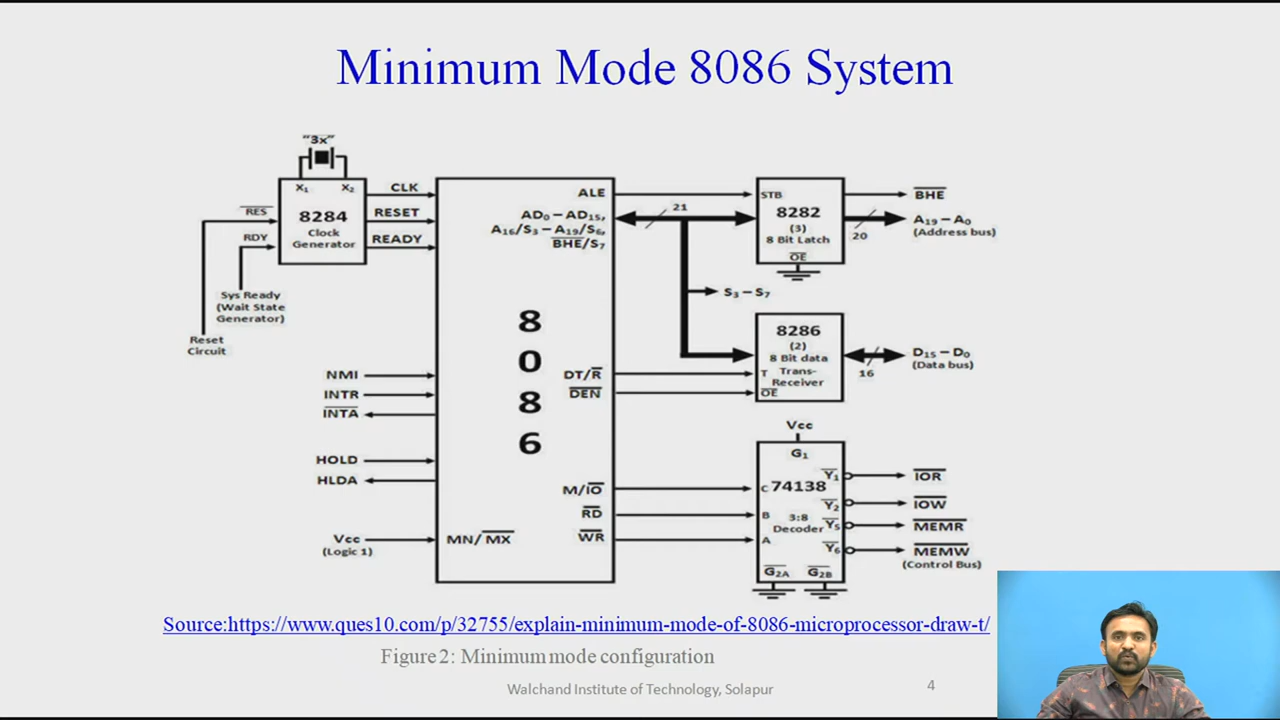 Minimum Mode 8086 System
"3x"
X₁ X₂
8284
Clock
Generator
CLK
RESET
READY
RES
RDY
Sys Ready
(Wait State
Generator)
Reset
Circuit
NMI
INTR
INTA
HOLD
HLDA
Vcc
(Logic 1)
MN/MX
8
0
8
6
ALE
AD₀ – AD₁₅,
A₁₆/S₃ – A₁₉/S₆,
BHE/S₇
DT/R
DEN
M/IO
RD
WR
21
S₃ – S₇
STB
8282
(3)
8 Bit Latch
OE
BHE
20
A₁₉ – A₀
(Address bus)
8286
(2)
8 Bit data
Trans-
Receiver
T
OE
16
D₁₅ – D₀
(Data bus)
Vcc
G₁
74138
3:8
Decoder
C
B
A
Y₁
Y₂
Y₅
Y₆
G₂A G₂B
IOR
IOW
MEMR
MEMW
(Control Bus)
Source:https://www.ques10.com/p/32755/explain-minimum-mode-of-8086-microprocessor-draw-t/
Figure 2: Minimum mode configuration
Walchand Institute of Technology, Solapur
4